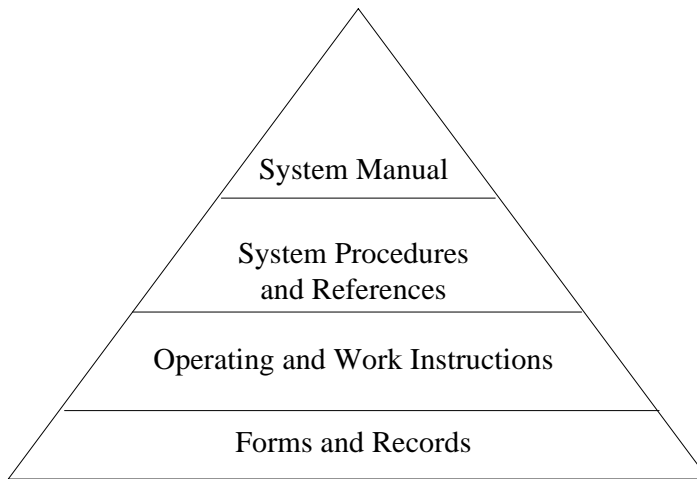 System Manual
System Procedures
and References
Operating and Work Instructions
Forms and Records